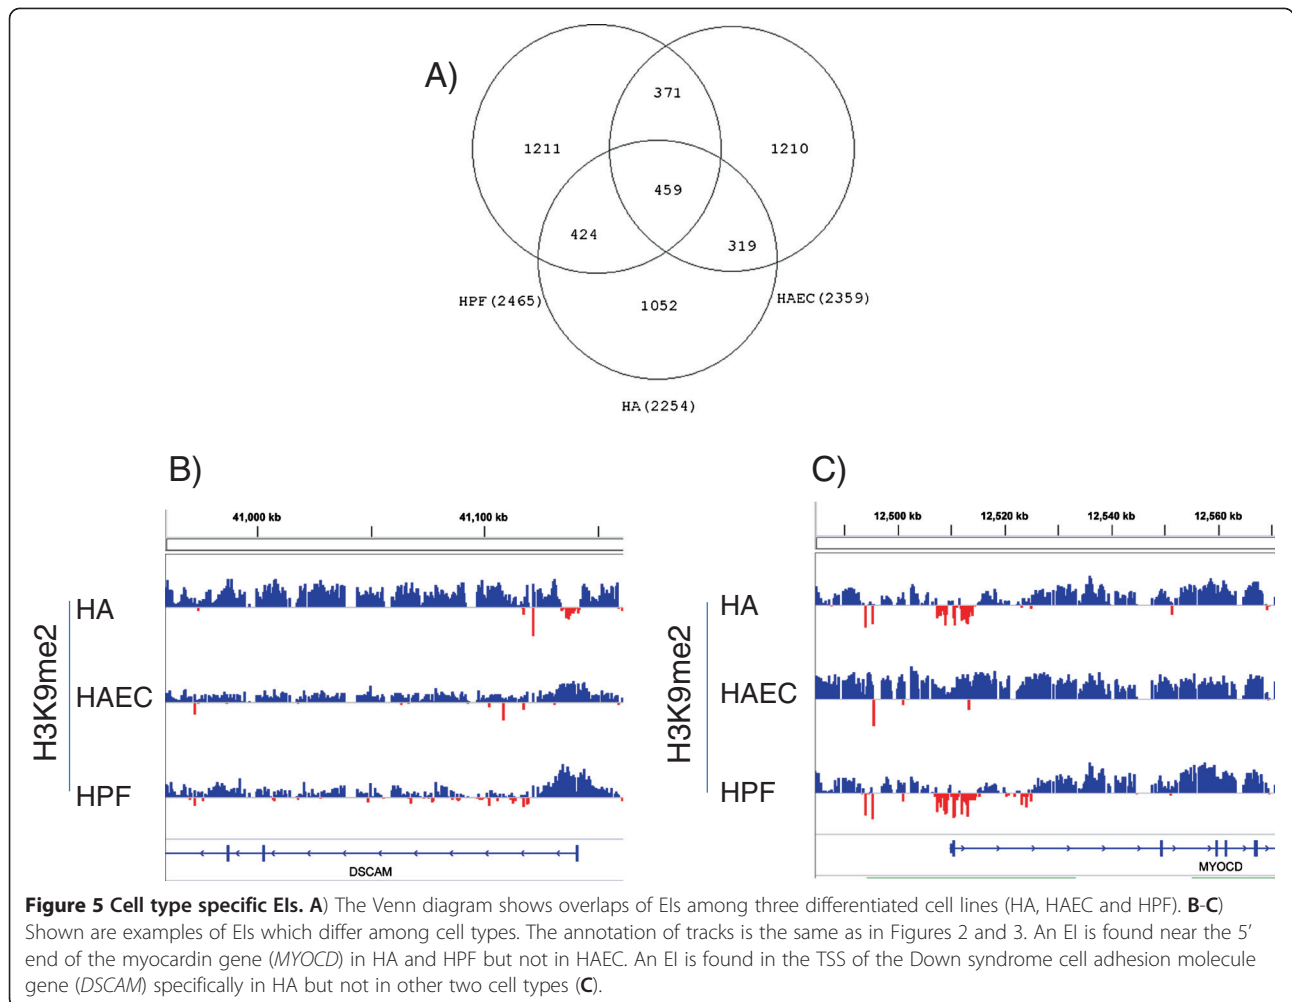 A)
371
1211
1210
459
424
319
HPF(2465)
1052
HAEC(2359)
HA(2254)
B)
41,000 kb
41,100 kb
H3K9me2
HA
HAEC
HPF
DSCAM
C)
12,500 kb
12,520 kb
12,540 kb
12,560 kb
H3K9me2
HA
HAEC
HPF
MYOCD
Figure 5 Cell type specific EIs. A) The Venn diagram shows overlaps of EIs among three differentiated cell lines (HA, HAEC and HPF). B-C)
Shown are examples of EIs which differ among cell types. The annotation of tracks is the same as in Figures 2 and 3. An EI is found near the 5′
end of the myocardin gene (MYOCD) in HA and HPF but not in HAEC. An EI is found in the TSS of the Down syndrome cell adhesion molecule
gene (DSCAM) specifically in HA but not in other two cell types (C).